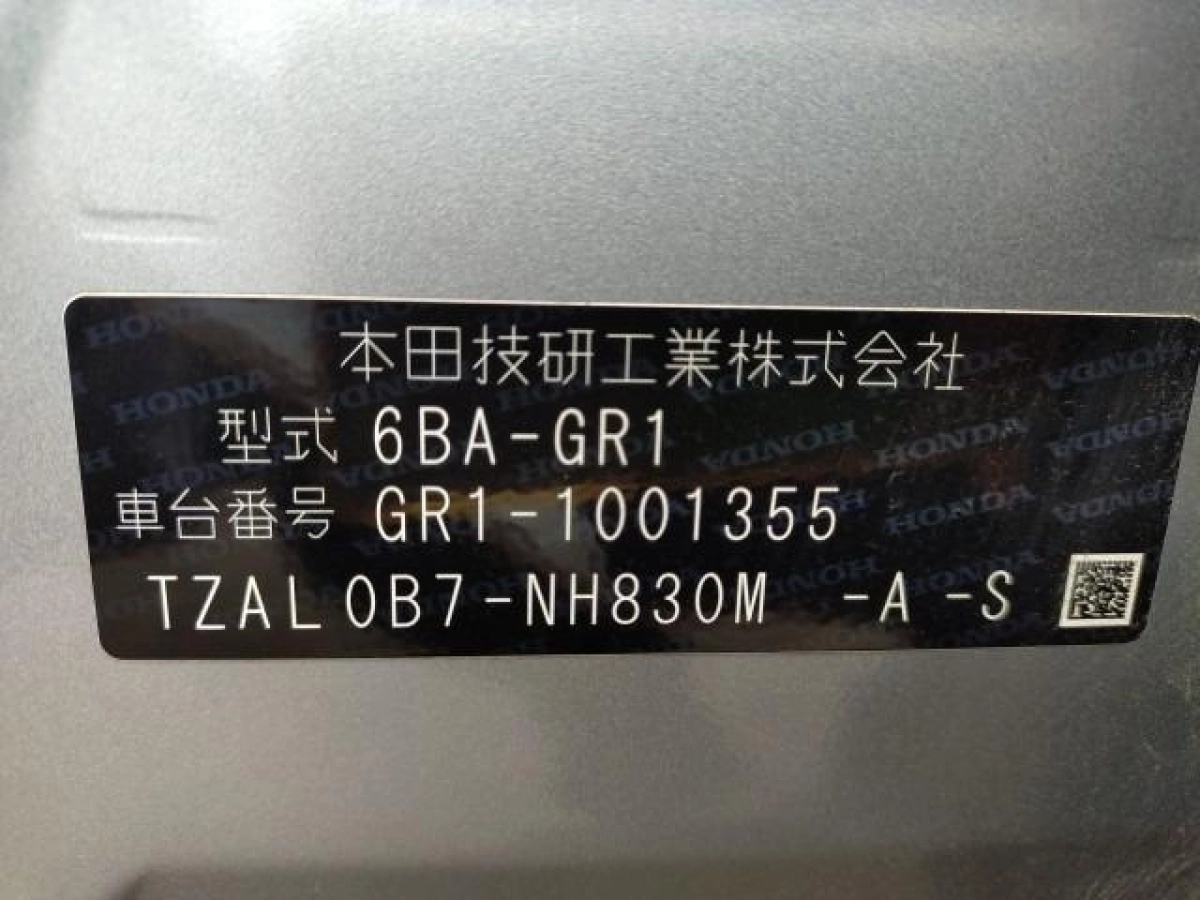 本田技研工業株式会社
型式 6BA-GR1
車台番号 GR1-1001355
TZAL0B7-NH830M -A -S